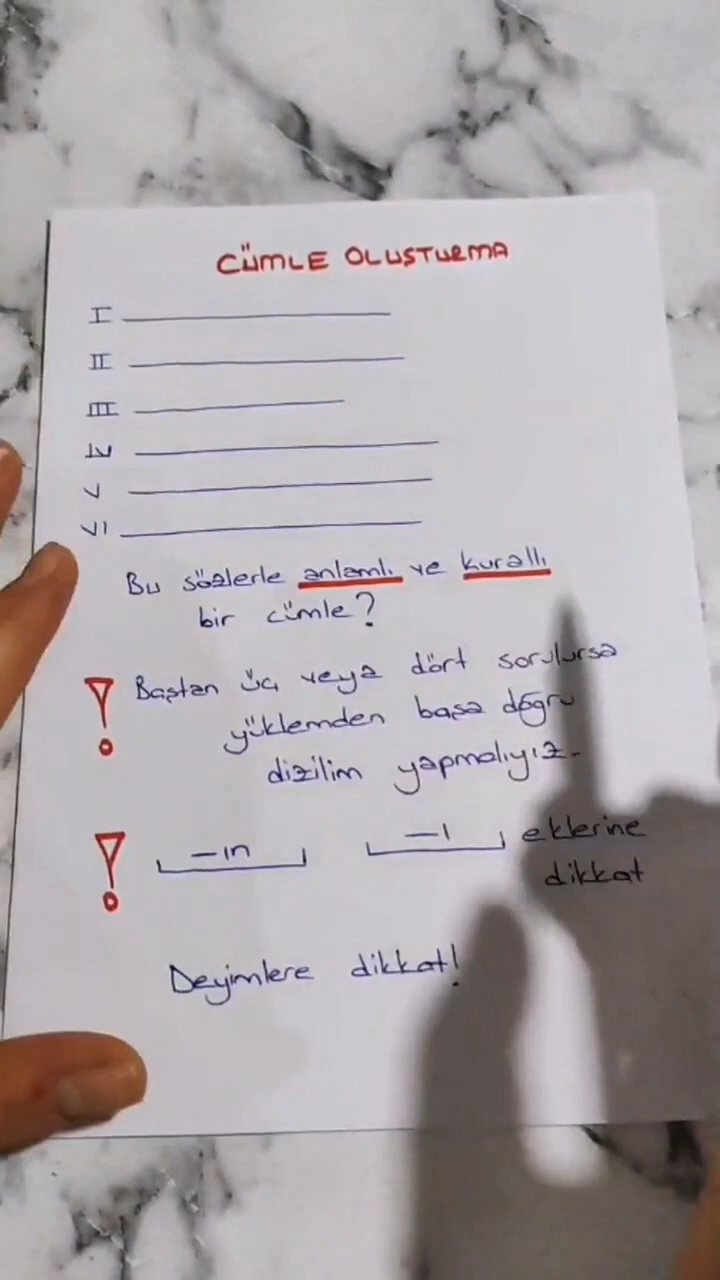 CÜMLE OLUŞTURMA
I
II
III
IV
V
VI
Bu sözlerle anlamlı ve kurallı
bir cümle?
! Baştan üç veya dört sorulursa
yüklemden başa doğru
dizilim yapmalıyız.
! -ın -ı eklerine
dikkat
Deyimlere dikkat!